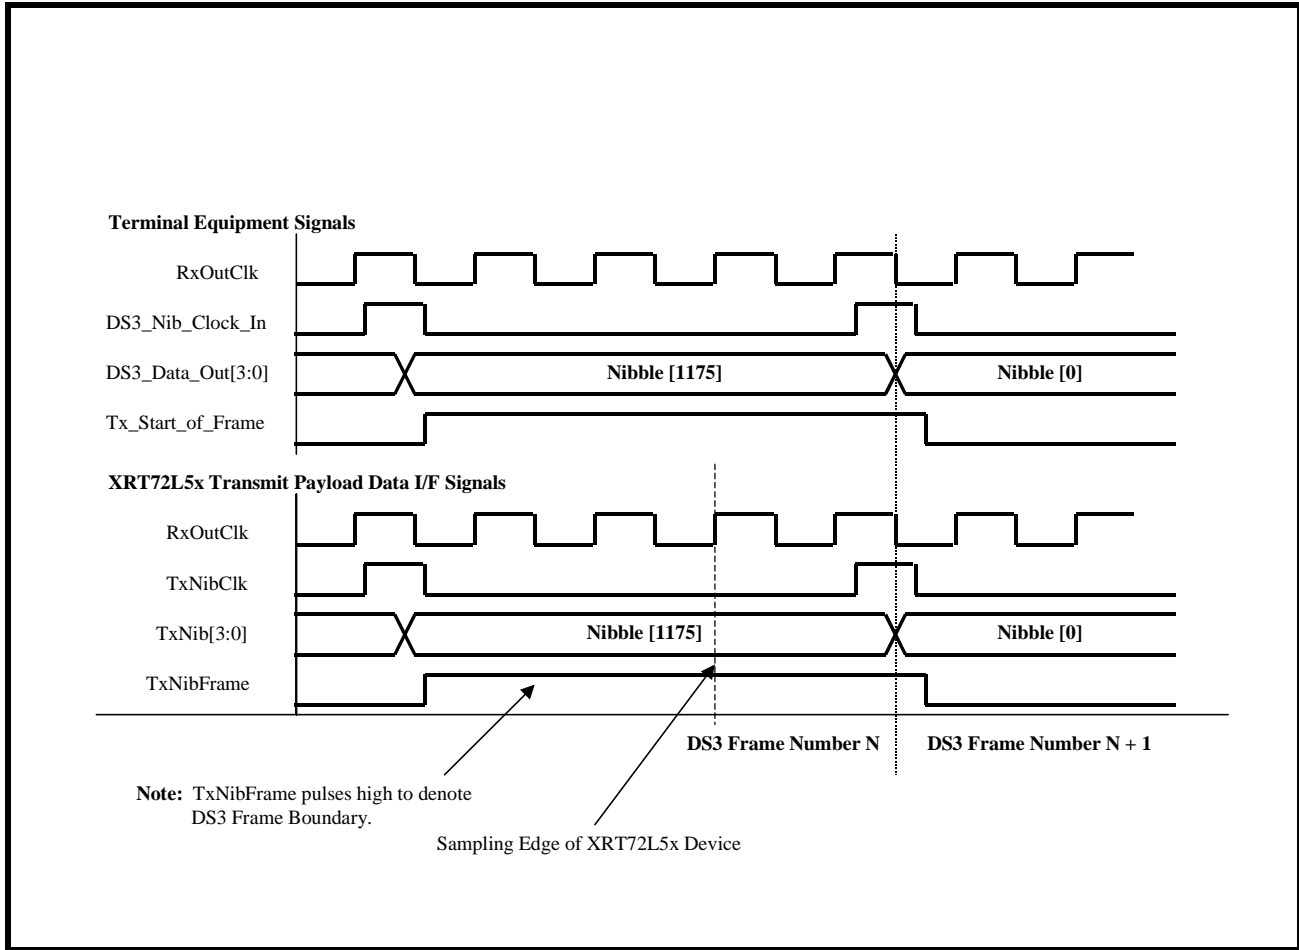 Terminal Equipment Signals
RxOutClk
DS3_Nib_Clock_In
DS3_Data_Out[3:0]
Nibble [1175]
Nibble [0]
Tx_Start_of_Frame
XRT72L5x Transmit Payload Data I/F Signals
RxOutClk
TxNibClk
TxNib[3:0]
Nibble [1175]
Nibble [0]
TxNibFrame
DS3 Frame Number N
DS3 Frame Number N + 1
Note: TxNibFrame pulses high to denote
DS3 Frame Boundary.
Sampling Edge of XRT72L5x Device